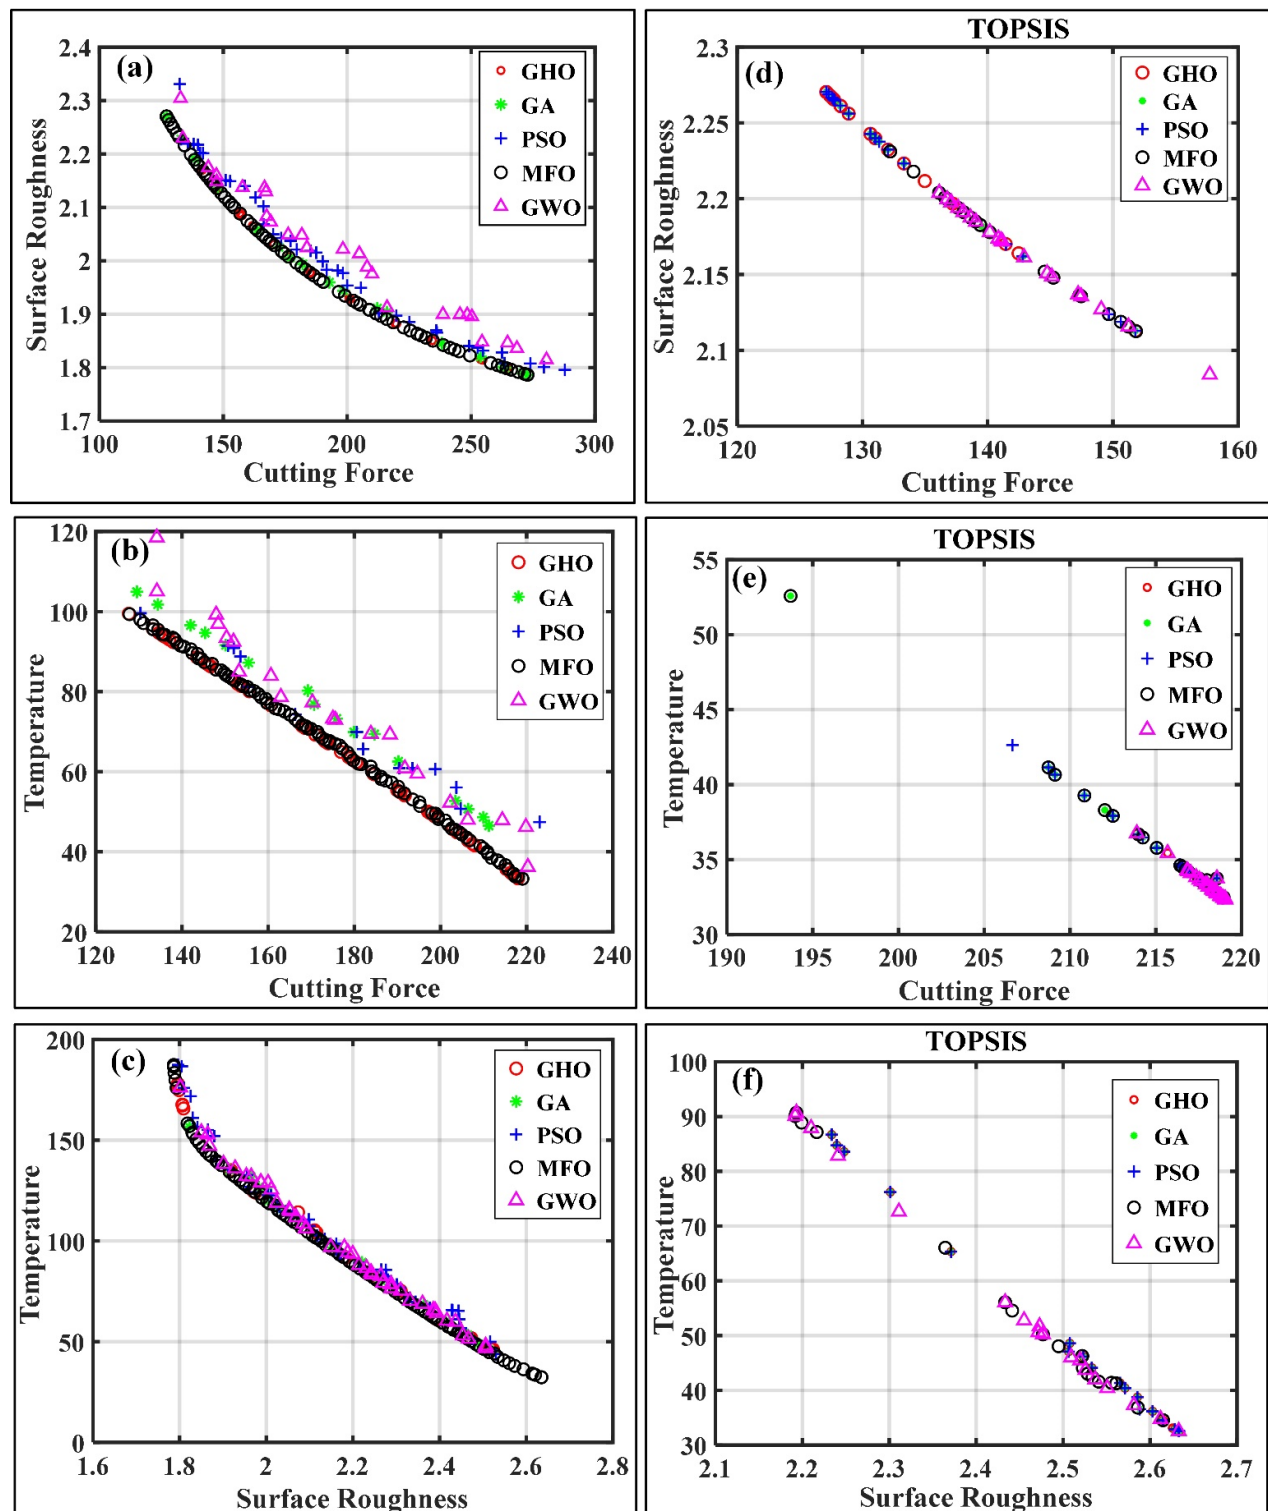 (a)
2.4
2.3
2.2
2.1
2
1.9
1.8
1.7
100 150 200 250 300
Surface Roughness
Cutting Force
GHO
GA
PSO
MFO
GWO
TOPSIS
(d)
2.3
2.25
2.2
2.15
2.1
2.05
120 130 140 150 160
Surface Roughness
Cutting Force
GHO
GA
PSO
MFO
GWO
(b)
120
100
80
60
40
20
120 140 160 180 200 220 240
Temperature
Cutting Force
GHO
GA
PSO
MFO
GWO
TOPSIS
(e)
55
50
45
40
35
30
190 195 200 205 210 215 220
Temperature
Cutting Force
GHO
GA
PSO
MFO
GWO
(c)
200
150
100
50
0
1.6 1.8 2 2.2 2.4 2.6 2.8
Temperature
Surface Roughness
GHO
GA
PSO
MFO
GWO
TOPSIS
(f)
100
90
80
70
60
50
40
30
2.1 2.2 2.3 2.4 2.5 2.6 2.7
Temperature
Surface Roughness
GHO
GA
PSO
MFO
GWO